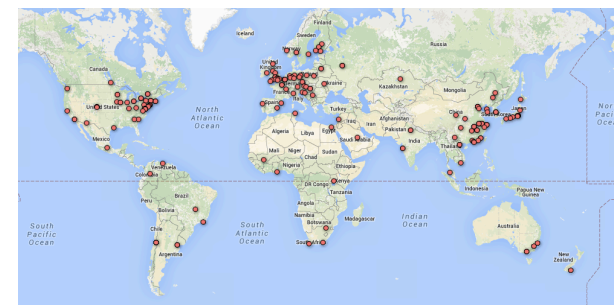 Finland
Iceland
Sweden
Norway
Russia
Canada
United
Kingdom
Ukraine
Kazakhstan
Mongolia
France
Italy
Spain
Turkey
United States
North
Atlantic
Ocean
China
South Korea
Japan
Afghanistan
Iraq
Pakistan
Algeria
Libya
Egypt
Saudi Arabia
Mexico
India
Thailand
Mali
Niger
Sudan
Chad
Nigeria
Ethiopia
Venezuela
Colombia
Kenya
DR Congo
Indonesia
Papua New
Guinea
Tanzania
Brazil
Peru
Angola
Bolivia
Namibia
Botswana
Madagascar
Indian
Ocean
Australia
Chile
South
Pacific
Ocean
South
Atlantic
Ocean
South Africa
Argentina
New
Zealand